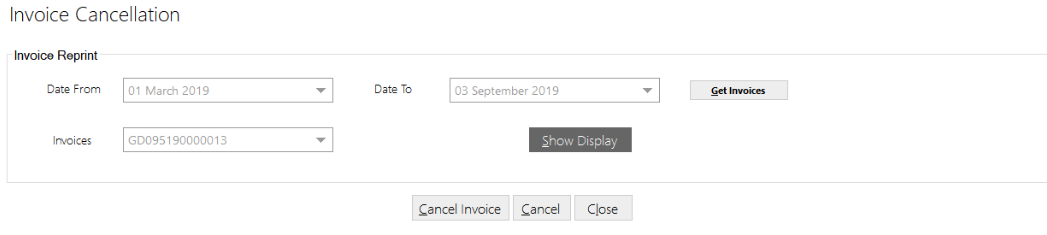 Invoice Cancellation
Invoice Reprint
Date From 01 March 2019 Date To 03 September 2019 Get Invoices
Invoices GD095190000013 Show Display
Cancel Invoice Cancel Close